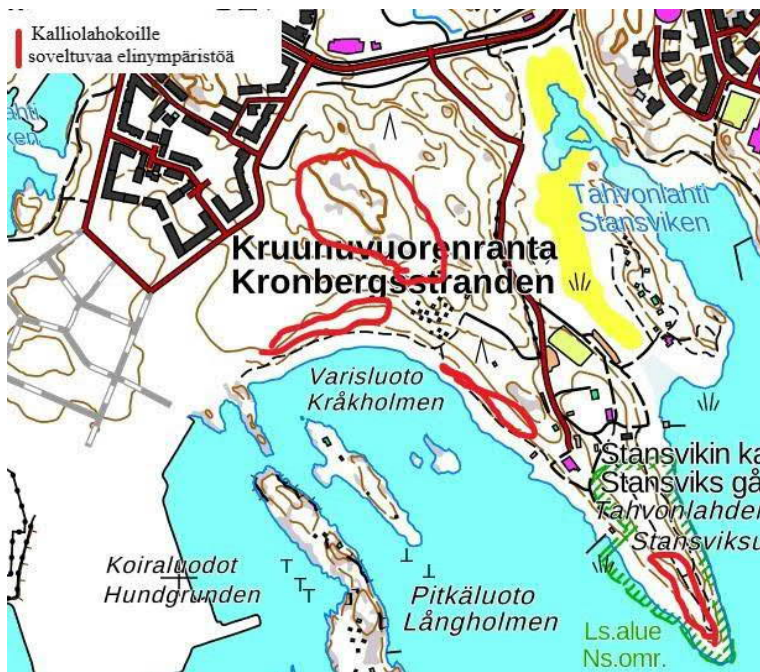 Kalliolahokoille
soveltuvaa elinympäristöä
Tahvonlahti
Stansviken
Kruunuvuorenranta
Kronbergsstranden
Varisluoto
Kråkholmen
Stansvikin ka
Stansviks gå
Tahvonlahde
Stansviksu
Koiraluodot
Hundgrunden
Pitkäluoto
Långholmen
Ls.alue
Ns.omr.